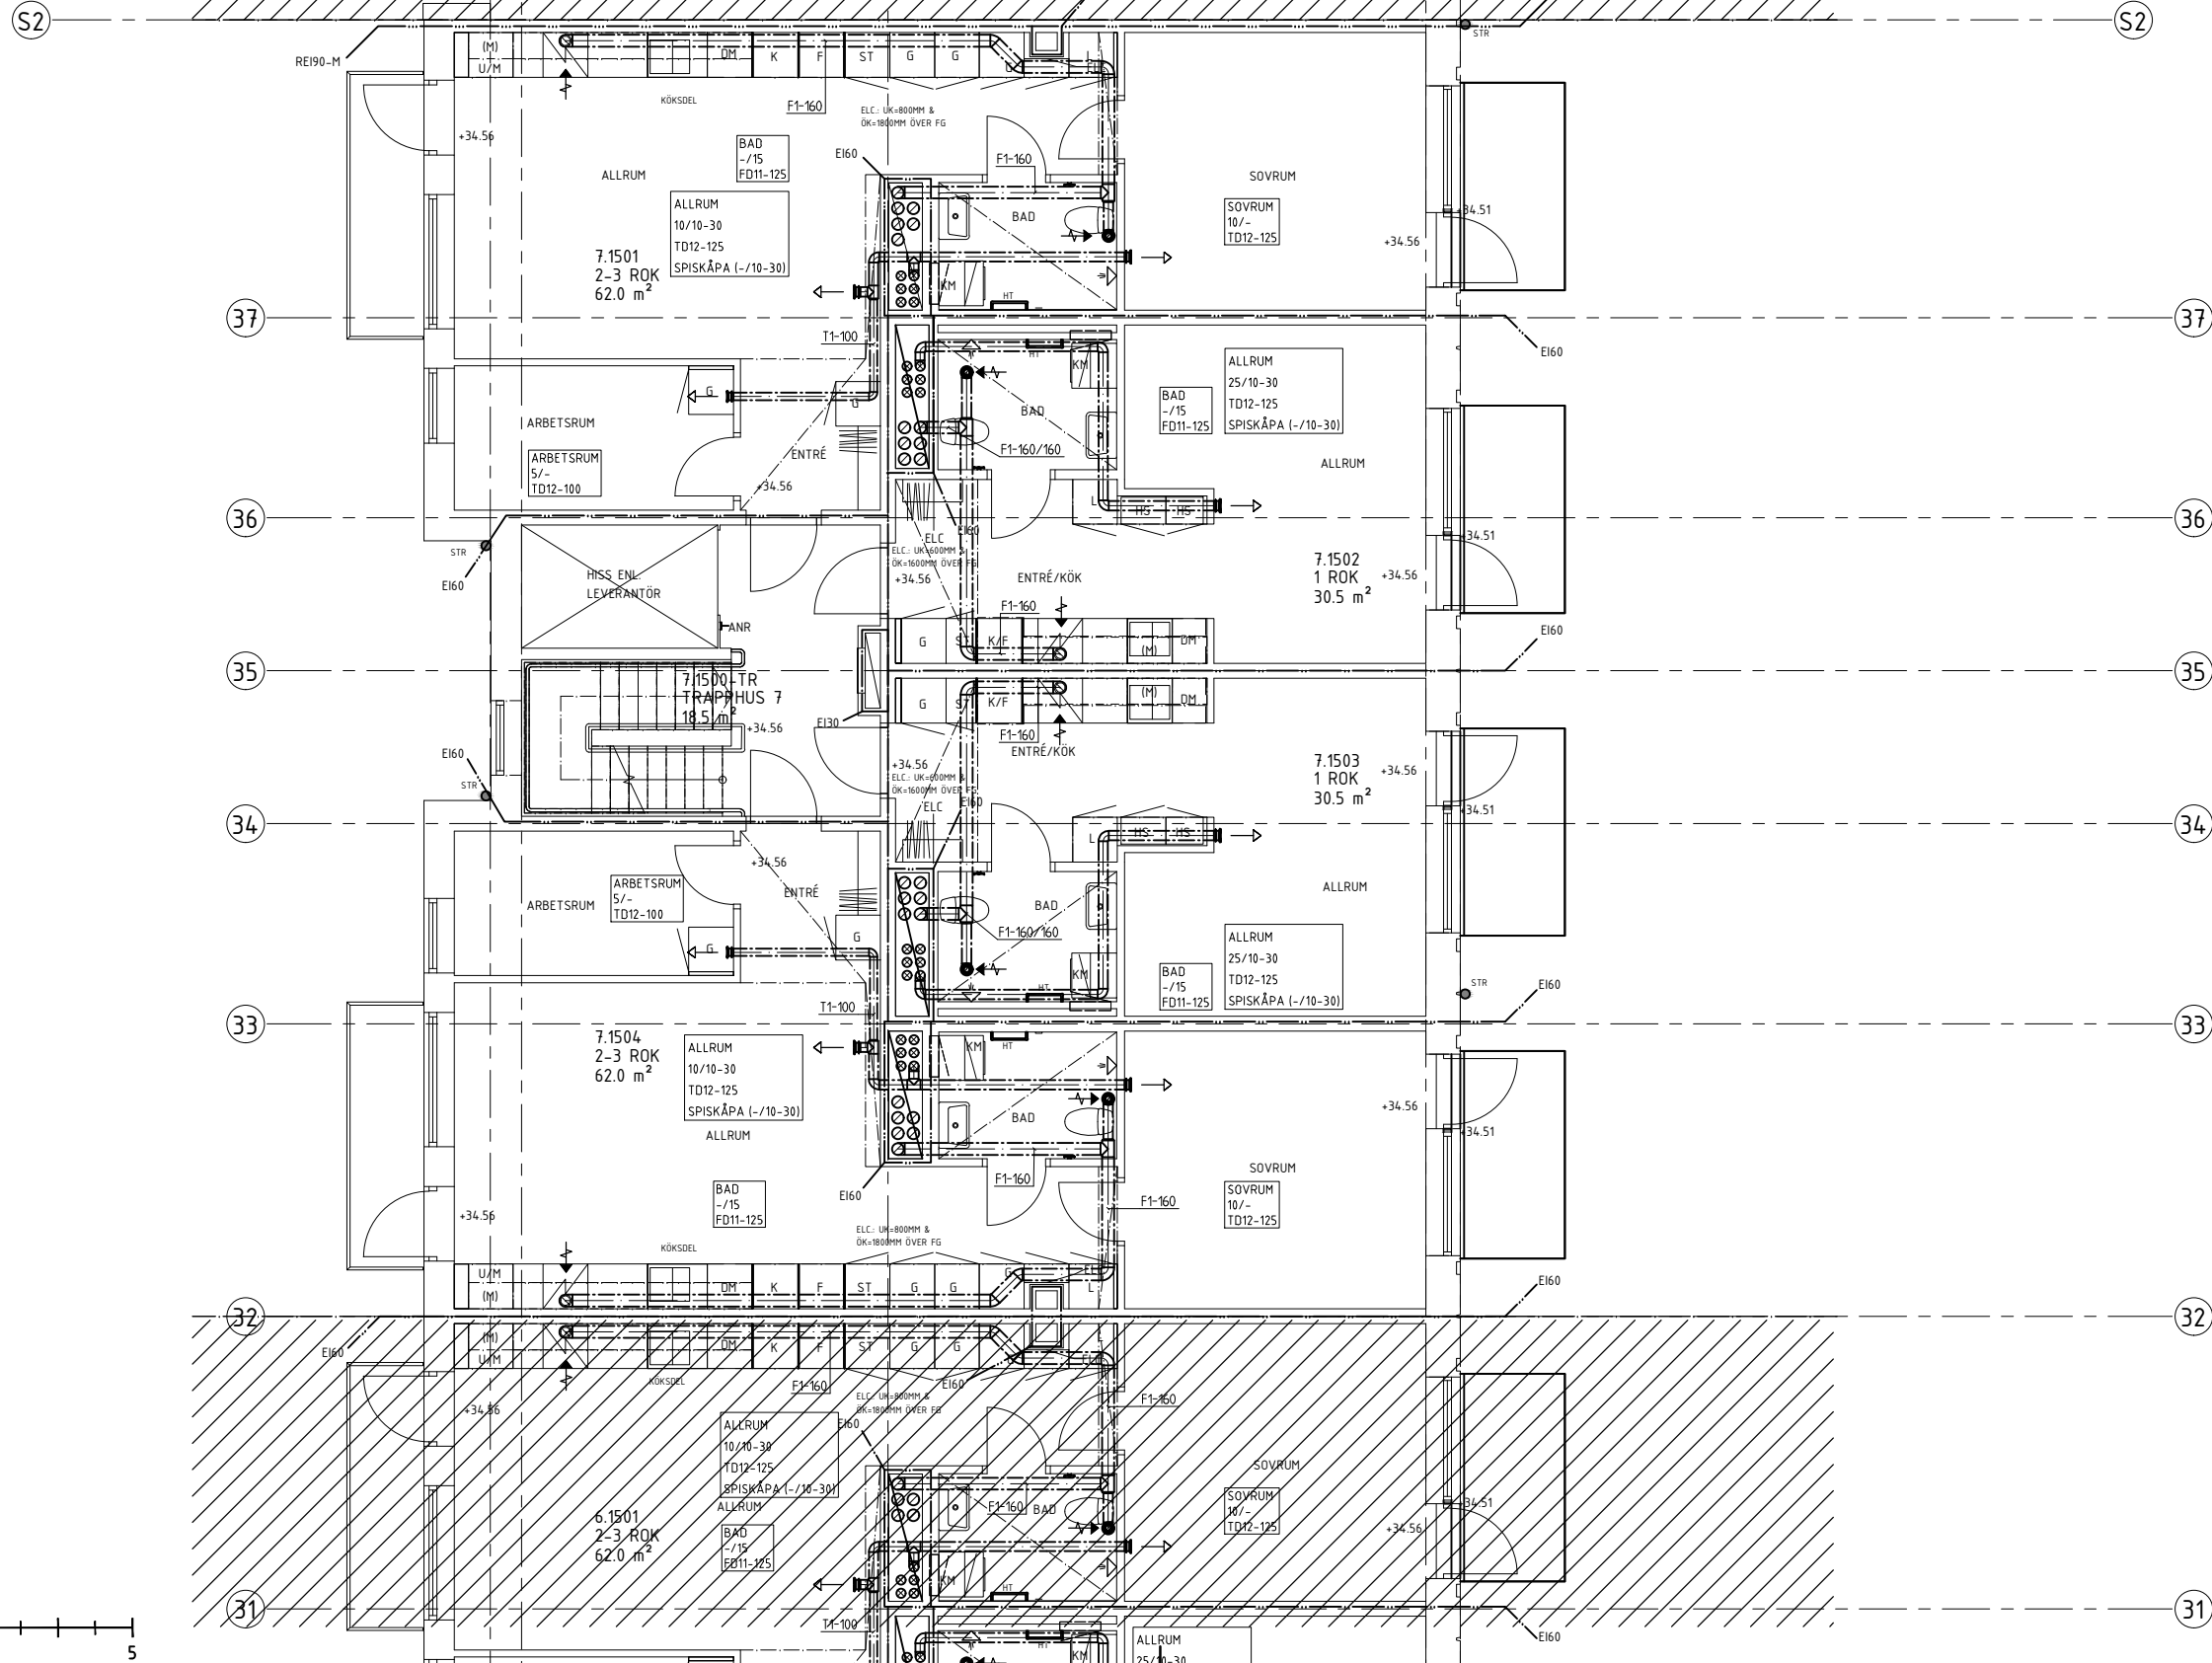 S2
S2
STR
REI90-M
(M)
U/M
DM
K
F
ST
G
G
KÖKSDEL
F1-160
ELC.: UK=800MM &
ÖK=1800MM ÖVER FG
+34.56
BAD
-/15
FD11-125
EI60
F1-160
ALLRUM
SOVRUM
ALLRUM
10/10-30
TD12-125
SPISKÅPA (-/10-30)
BAD
SOVRUM
10/-
TD12-125
+34.51
+34.56
7.1501
2-3 ROK
62.0 m²
KM
HT
37
37
T1-100
EI60
HT
KM
ALLRUM
25/10-30
TD12-125
SPISKÅPA (-/10-30)
BAD
-/15
FD11-125
G
G
BAD
ARBETSRUM
ENTRÉ
F1-160/160
ALLRUM
ARBETSRUM
5/-
TD12-100
+34.56
L
HS
HS
36
36
EI60
ELC
+34.51
STR
ELC.: UK=600MM &
ÖK=1600MM ÖVER FG
7.1502
1 ROK
30.5 m²
+34.56
EI60
HISS ENL.
LEVERANTÖR
+34.56
ENTRÉ/KÖK
F1-160
ANR
G
ST
K/F
(M)
DM
EI60
35
35
7.1500-TR
TRAPPHUS 7
18.5 m²
G
ST
K/F
(M)
DM
EI30
+34.56
F1-160
ENTRÉ/KÖK
EI60
+34.56
7.1503
1 ROK
30.5 m²
+34.56
STR
ELC.: UK=600MM &
ÖK=1600MM ÖVER FG
EI60
ELC
+34.51
34
34
L
HS
HS
+34.56
ARBETSRUM
5/-
TD12-100
ENTRÉ
ARBETSRUM
BAD
ALLRUM
F1-160/160
G
G
ALLRUM
25/10-30
TD12-125
SPISKÅPA (-/10-30)
BAD
-/15
FD11-125
KM
HT
STR
EI60
T1-100
33
33
7.1504
2-3 ROK
62.0 m²
ALLRUM
10/10-30
TD12-125
SPISKÅPA (-/10-30)
KM
HT
+34.56
BAD
+34.51
ALLRUM
SOVRUM
F1-160
EI60
BAD
-/15
FD11-125
F1-160
SOVRUM
10/-
TD12-125
+34.56
ELC.: UK=800MM &
ÖK=1800MM ÖVER FG
KÖKSDEL
U/M
(M)
DM
K
F
ST
G
G
G
L
EI60
32
32
EI60
(M)
U/M
DM
K
F
ST
G
G
KÖKSDEL
F1-160
EI60
ELC.: UK=800MM &
ÖK=1800MM ÖVER FG
F1-160
+34.56
ALLRUM
10/10-30
TD12-125
SPISKÅPA (-/10-30)
ALLRUM
EI60
SOVRUM
SOVRUM
10/-
TD12-125
F1-160
BAD
+34.51
+34.56
6.1501
2-3 ROK
62.0 m²
BAD
-/15
FD11-125
KM
HT
31
31
T1-100
EI60
5
HT
KM
ALLRUM
25/10-30